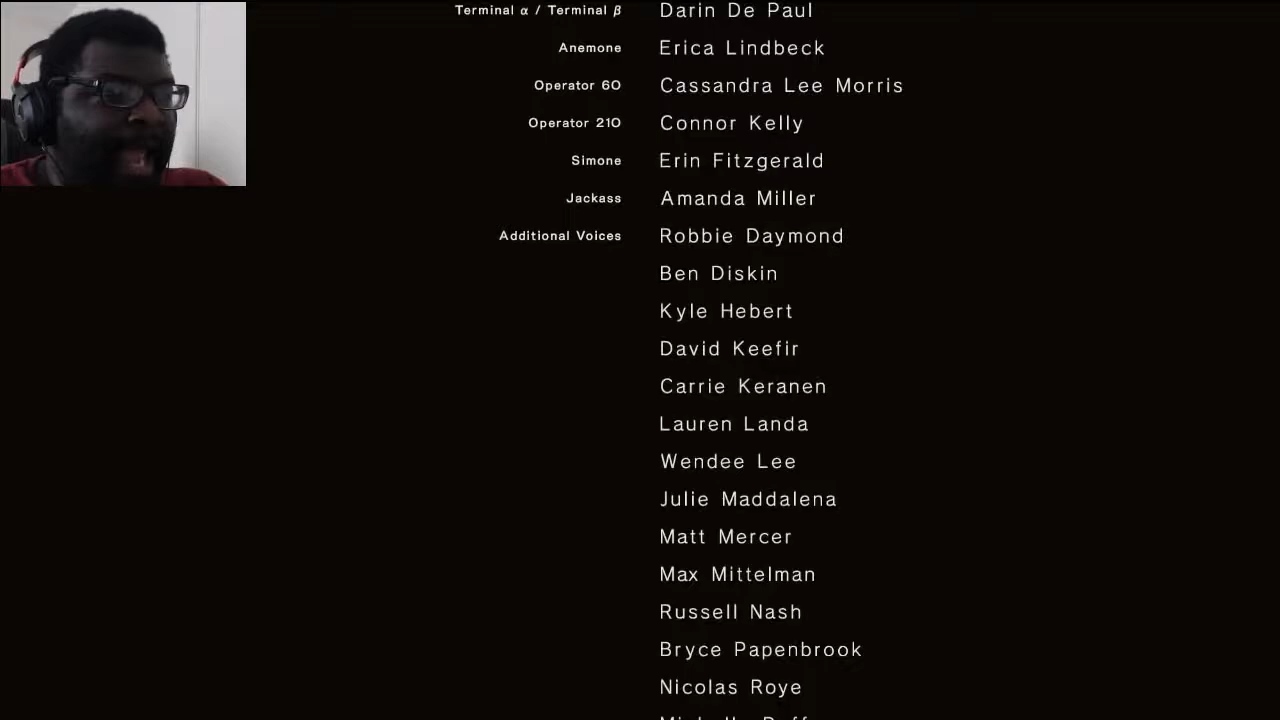 Terminal α / Terminal β Darin De Paul
Anemone Erica Lindbeck
Operator 6O Cassandra Lee Morris
Operator 21O Connor Kelly
Simone Erin Fitzgerald
Jackass Amanda Miller
Additional Voices Robbie Daymond
Ben Diskin
Kyle Hebert
David Keefir
Carrie Keranen
Lauren Landa
Wendee Lee
Julie Maddalena
Matt Mercer
Max Mittelman
Russell Nash
Bryce Papenbrook
Nicolas Roye